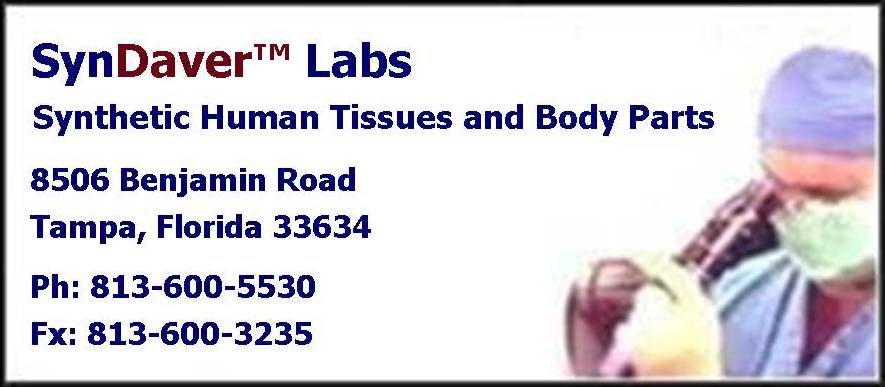 SynDaver™ Labs
Synthetic Human Tissues and Body Parts
8506 Benjamin Road
Tampa, Florida 33634
Ph: 813-600-5530
Fx: 813-600-3235